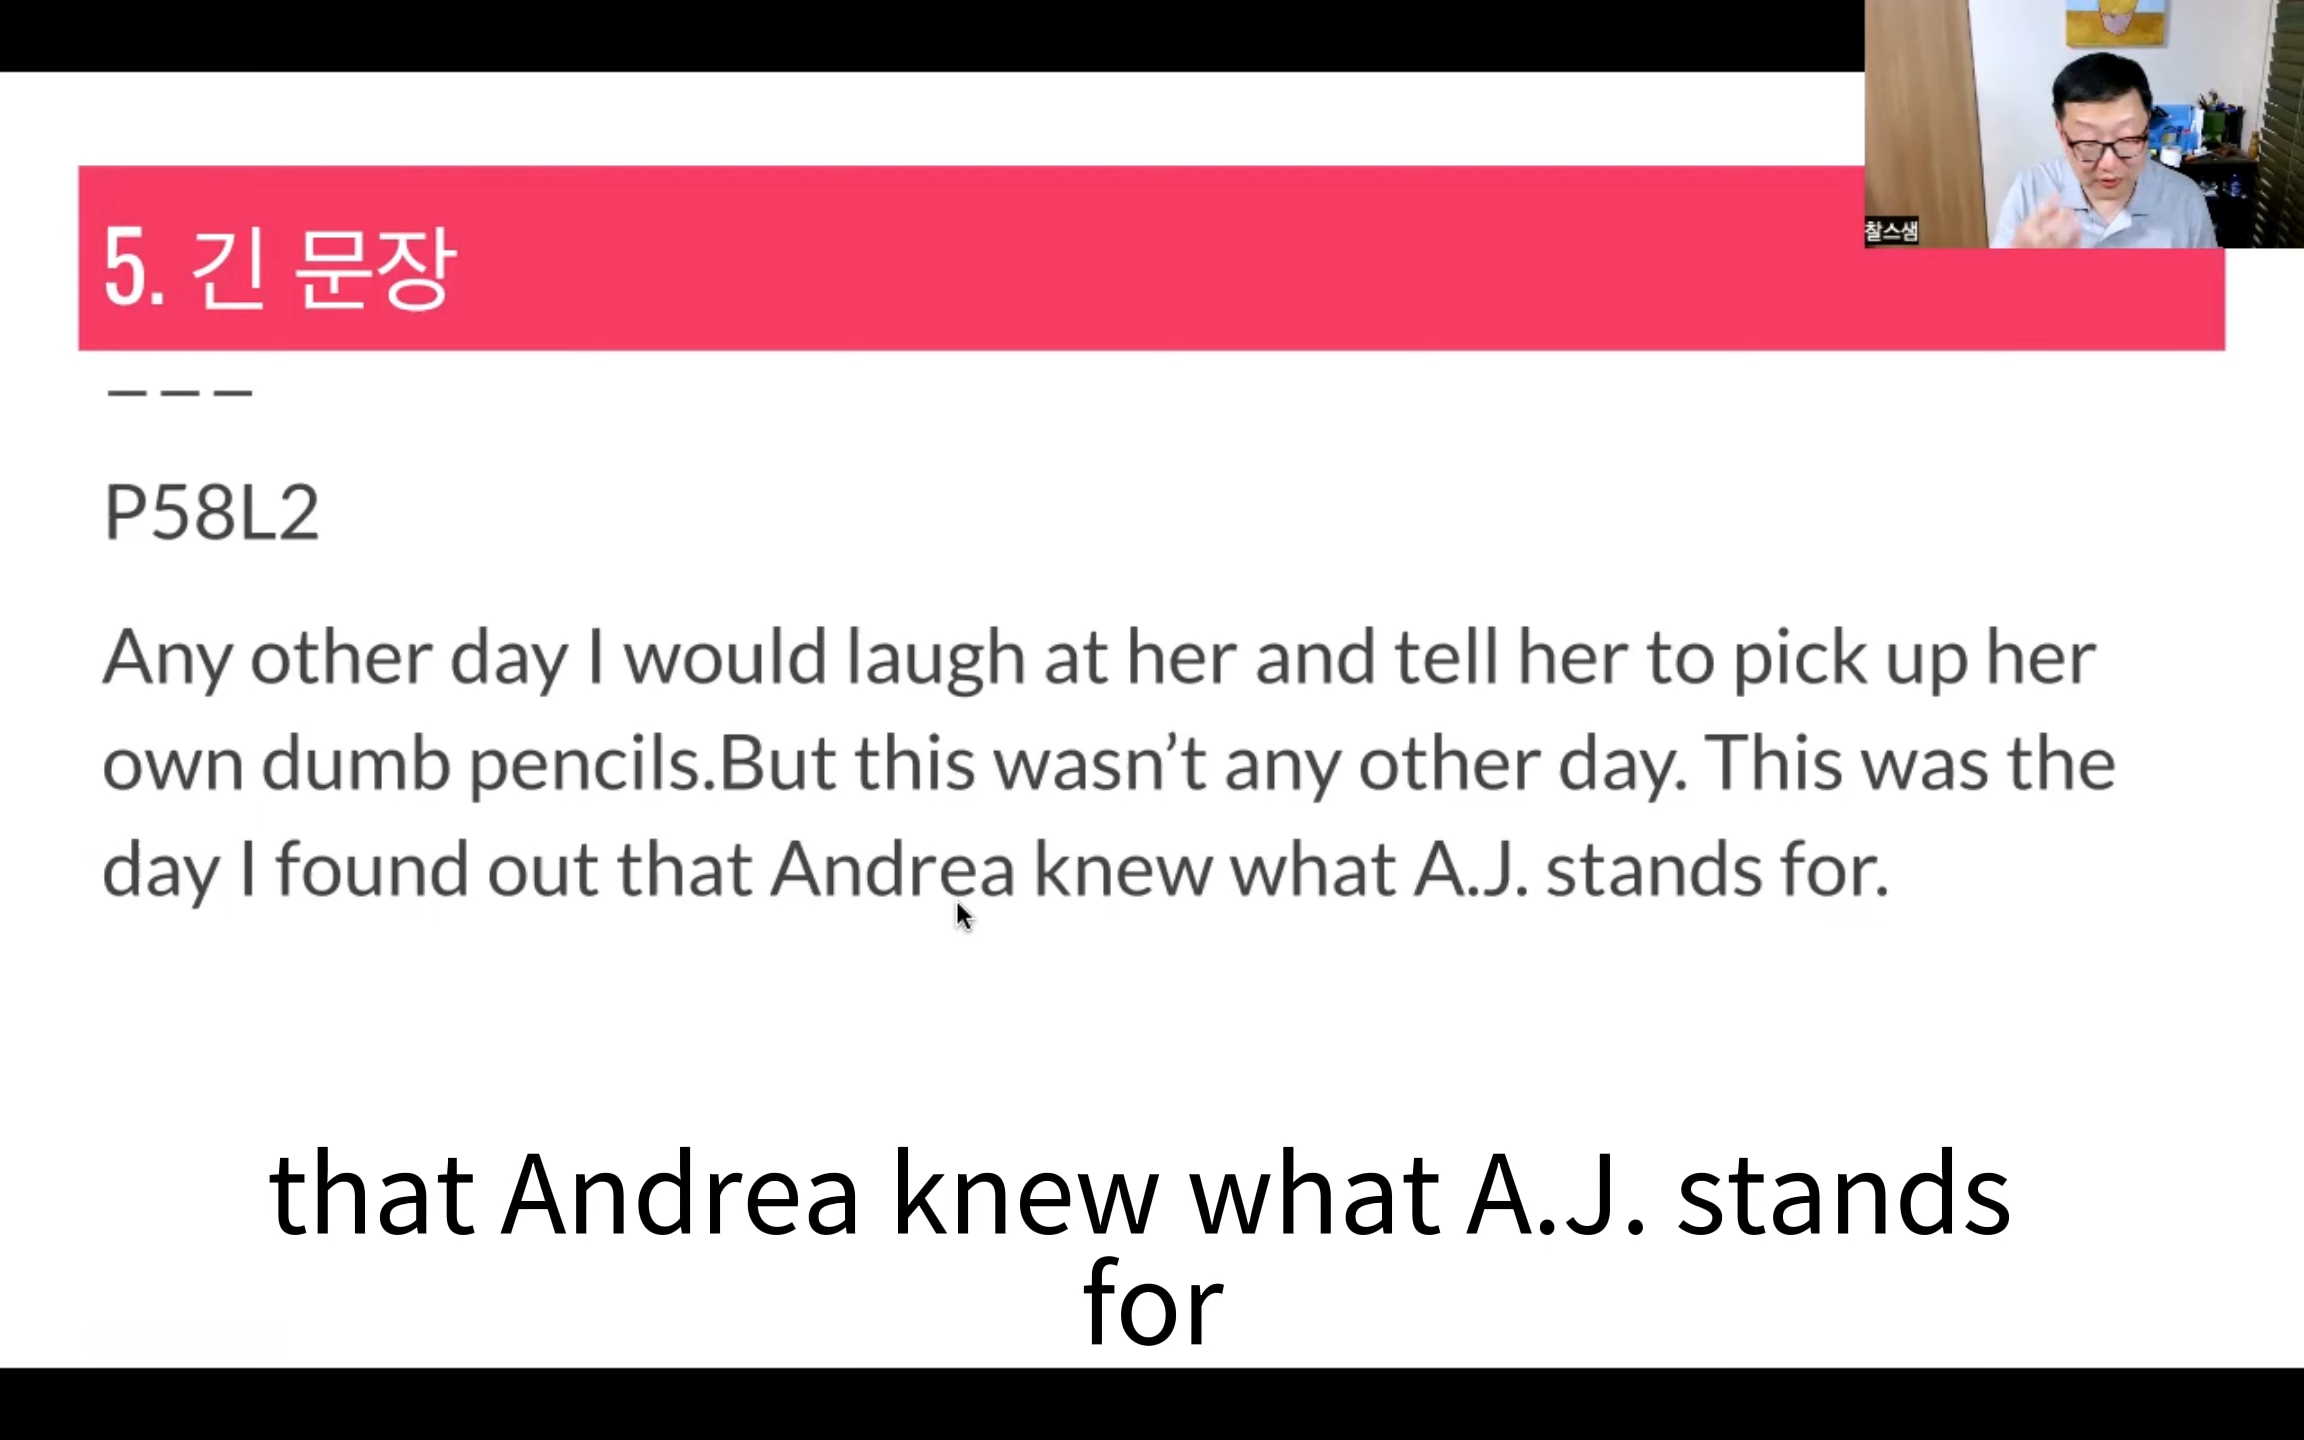 찰스샘
5. 긴 문장
P58L2
Any other day I would laugh at her and tell her to pick up her
own dumb pencils.But this wasn’t any other day. This was the
day I found out that Andrea knew what A.J. stands for.
that Andrea knew what A.J. stands
for